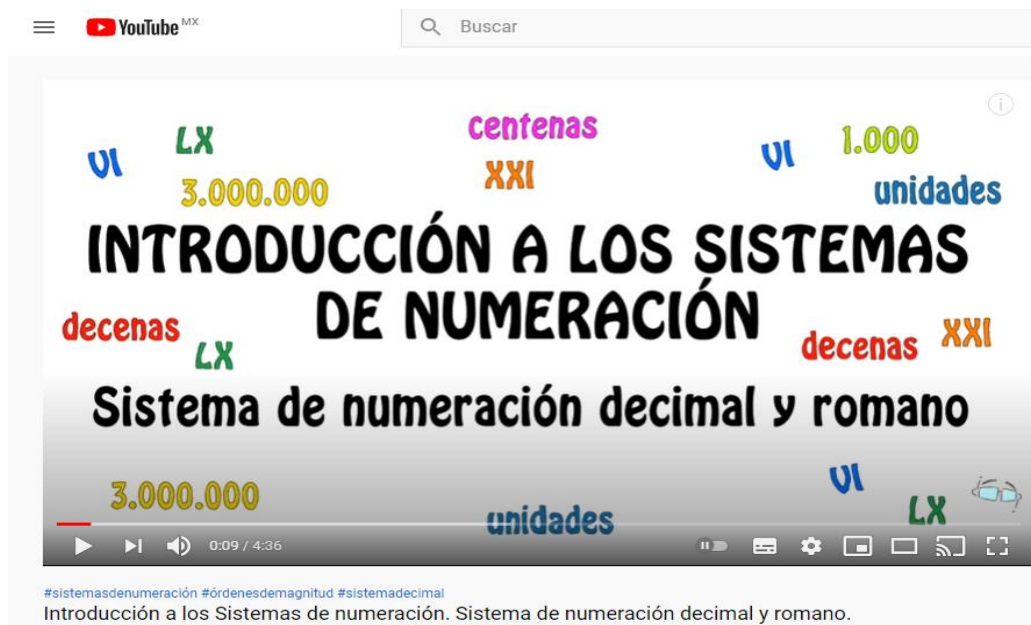 YouTube MX
Buscar
centenas
LX
1.000
VI
VI
XXI
3.000.000
unidades
INTRODUCCIÓN A LOS SISTEMAS
DE NUMERACIÓN
decenas
XXI
LX
decenas
Sistema de numeración decimal y romano
VI
3.000.000
LX
unidades
0:09 / 4:36
#sistemasdenumeración #órdenesdemagnitud #sistemadecimal
Introducción a los Sistemas de numeración. Sistema de numeración decimal y romano.